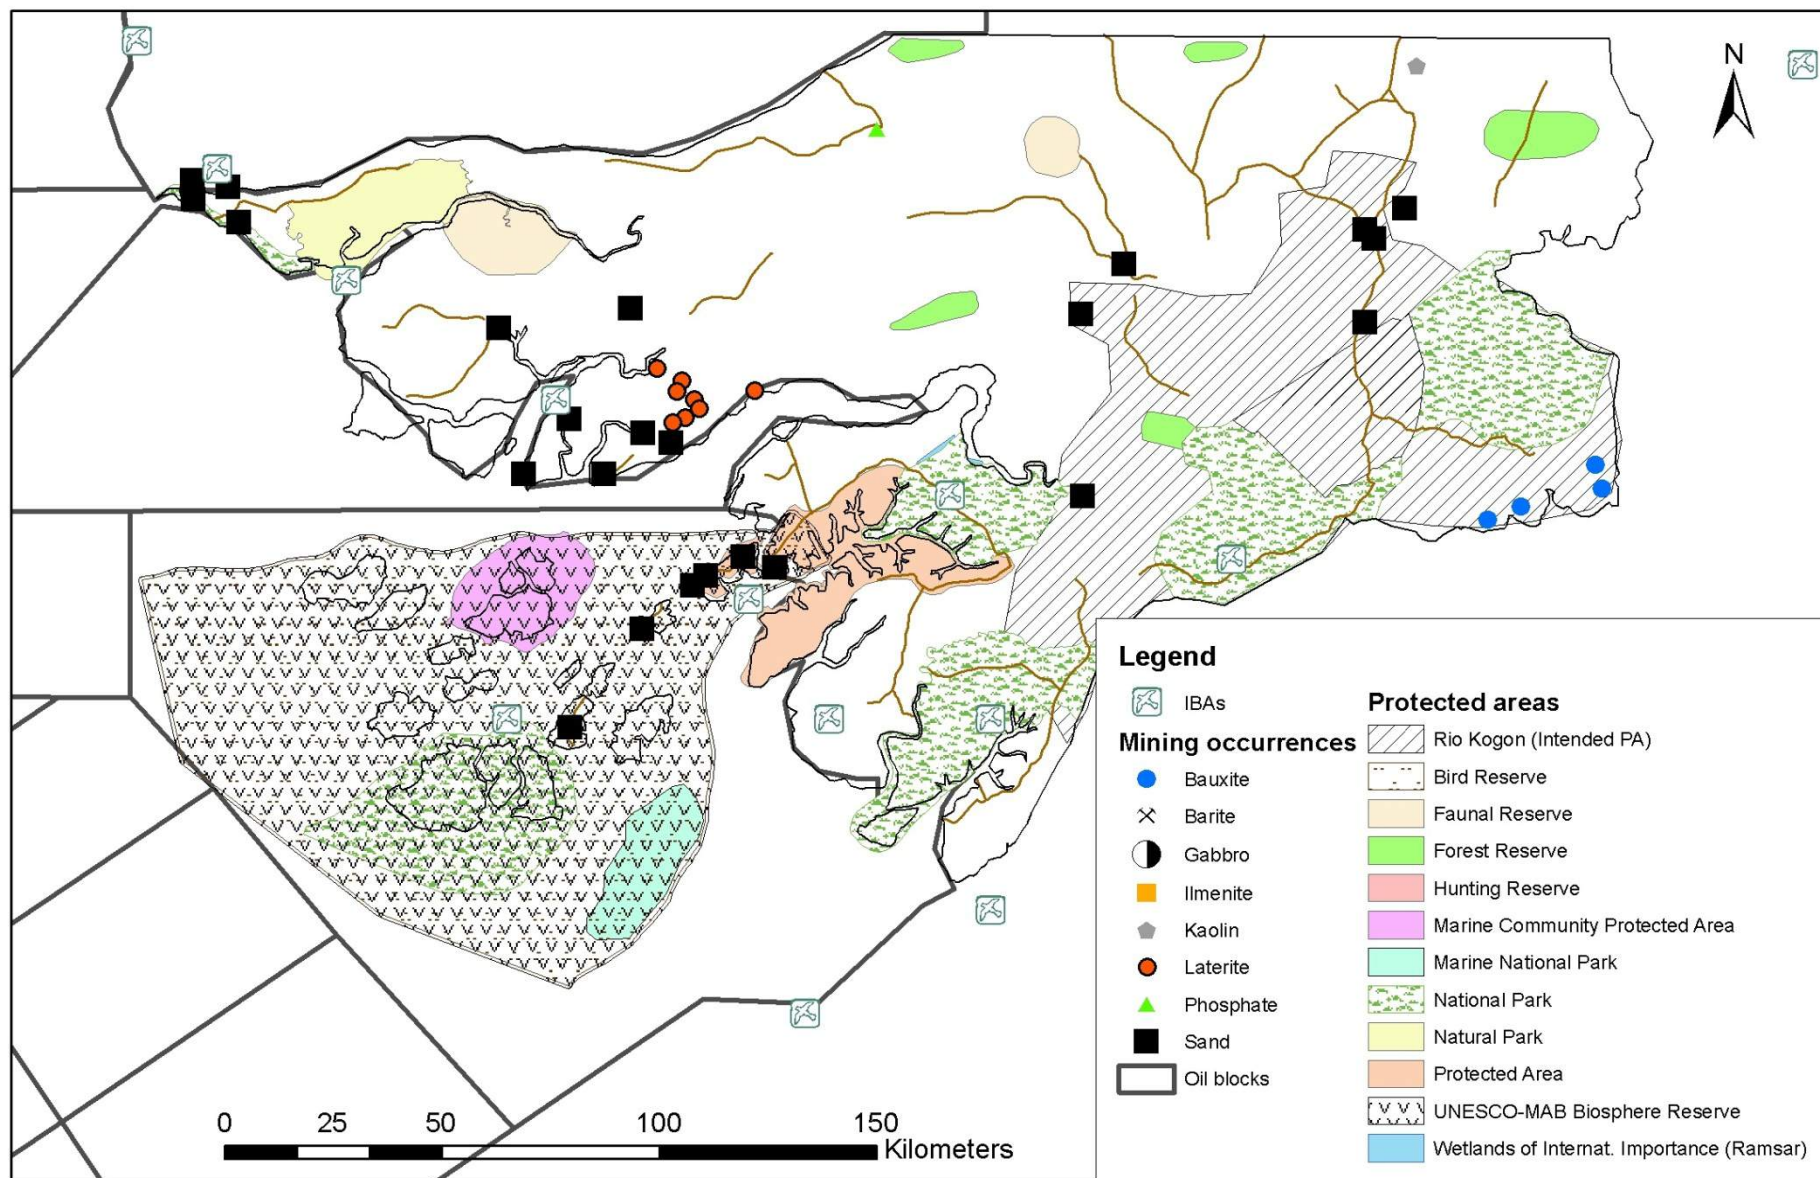 N
Legend
IBAs
Mining occurrences
Bauxite
Barite
Gabbro
Ilmenite
Kaolin
Laterite
Phosphate
Sand
Oil blocks
Protected areas
Rio Kogon (Intended PA)
Bird Reserve
Faunal Reserve
Forest Reserve
Hunting Reserve
Marine Community Protected Area
Marine National Park
National Park
Natural Park
Protected Area
UNESCO-MAB Biosphere Reserve
Wetlands of Internat. Importance (Ramsar)
0 25 50 100 150
Kilometers